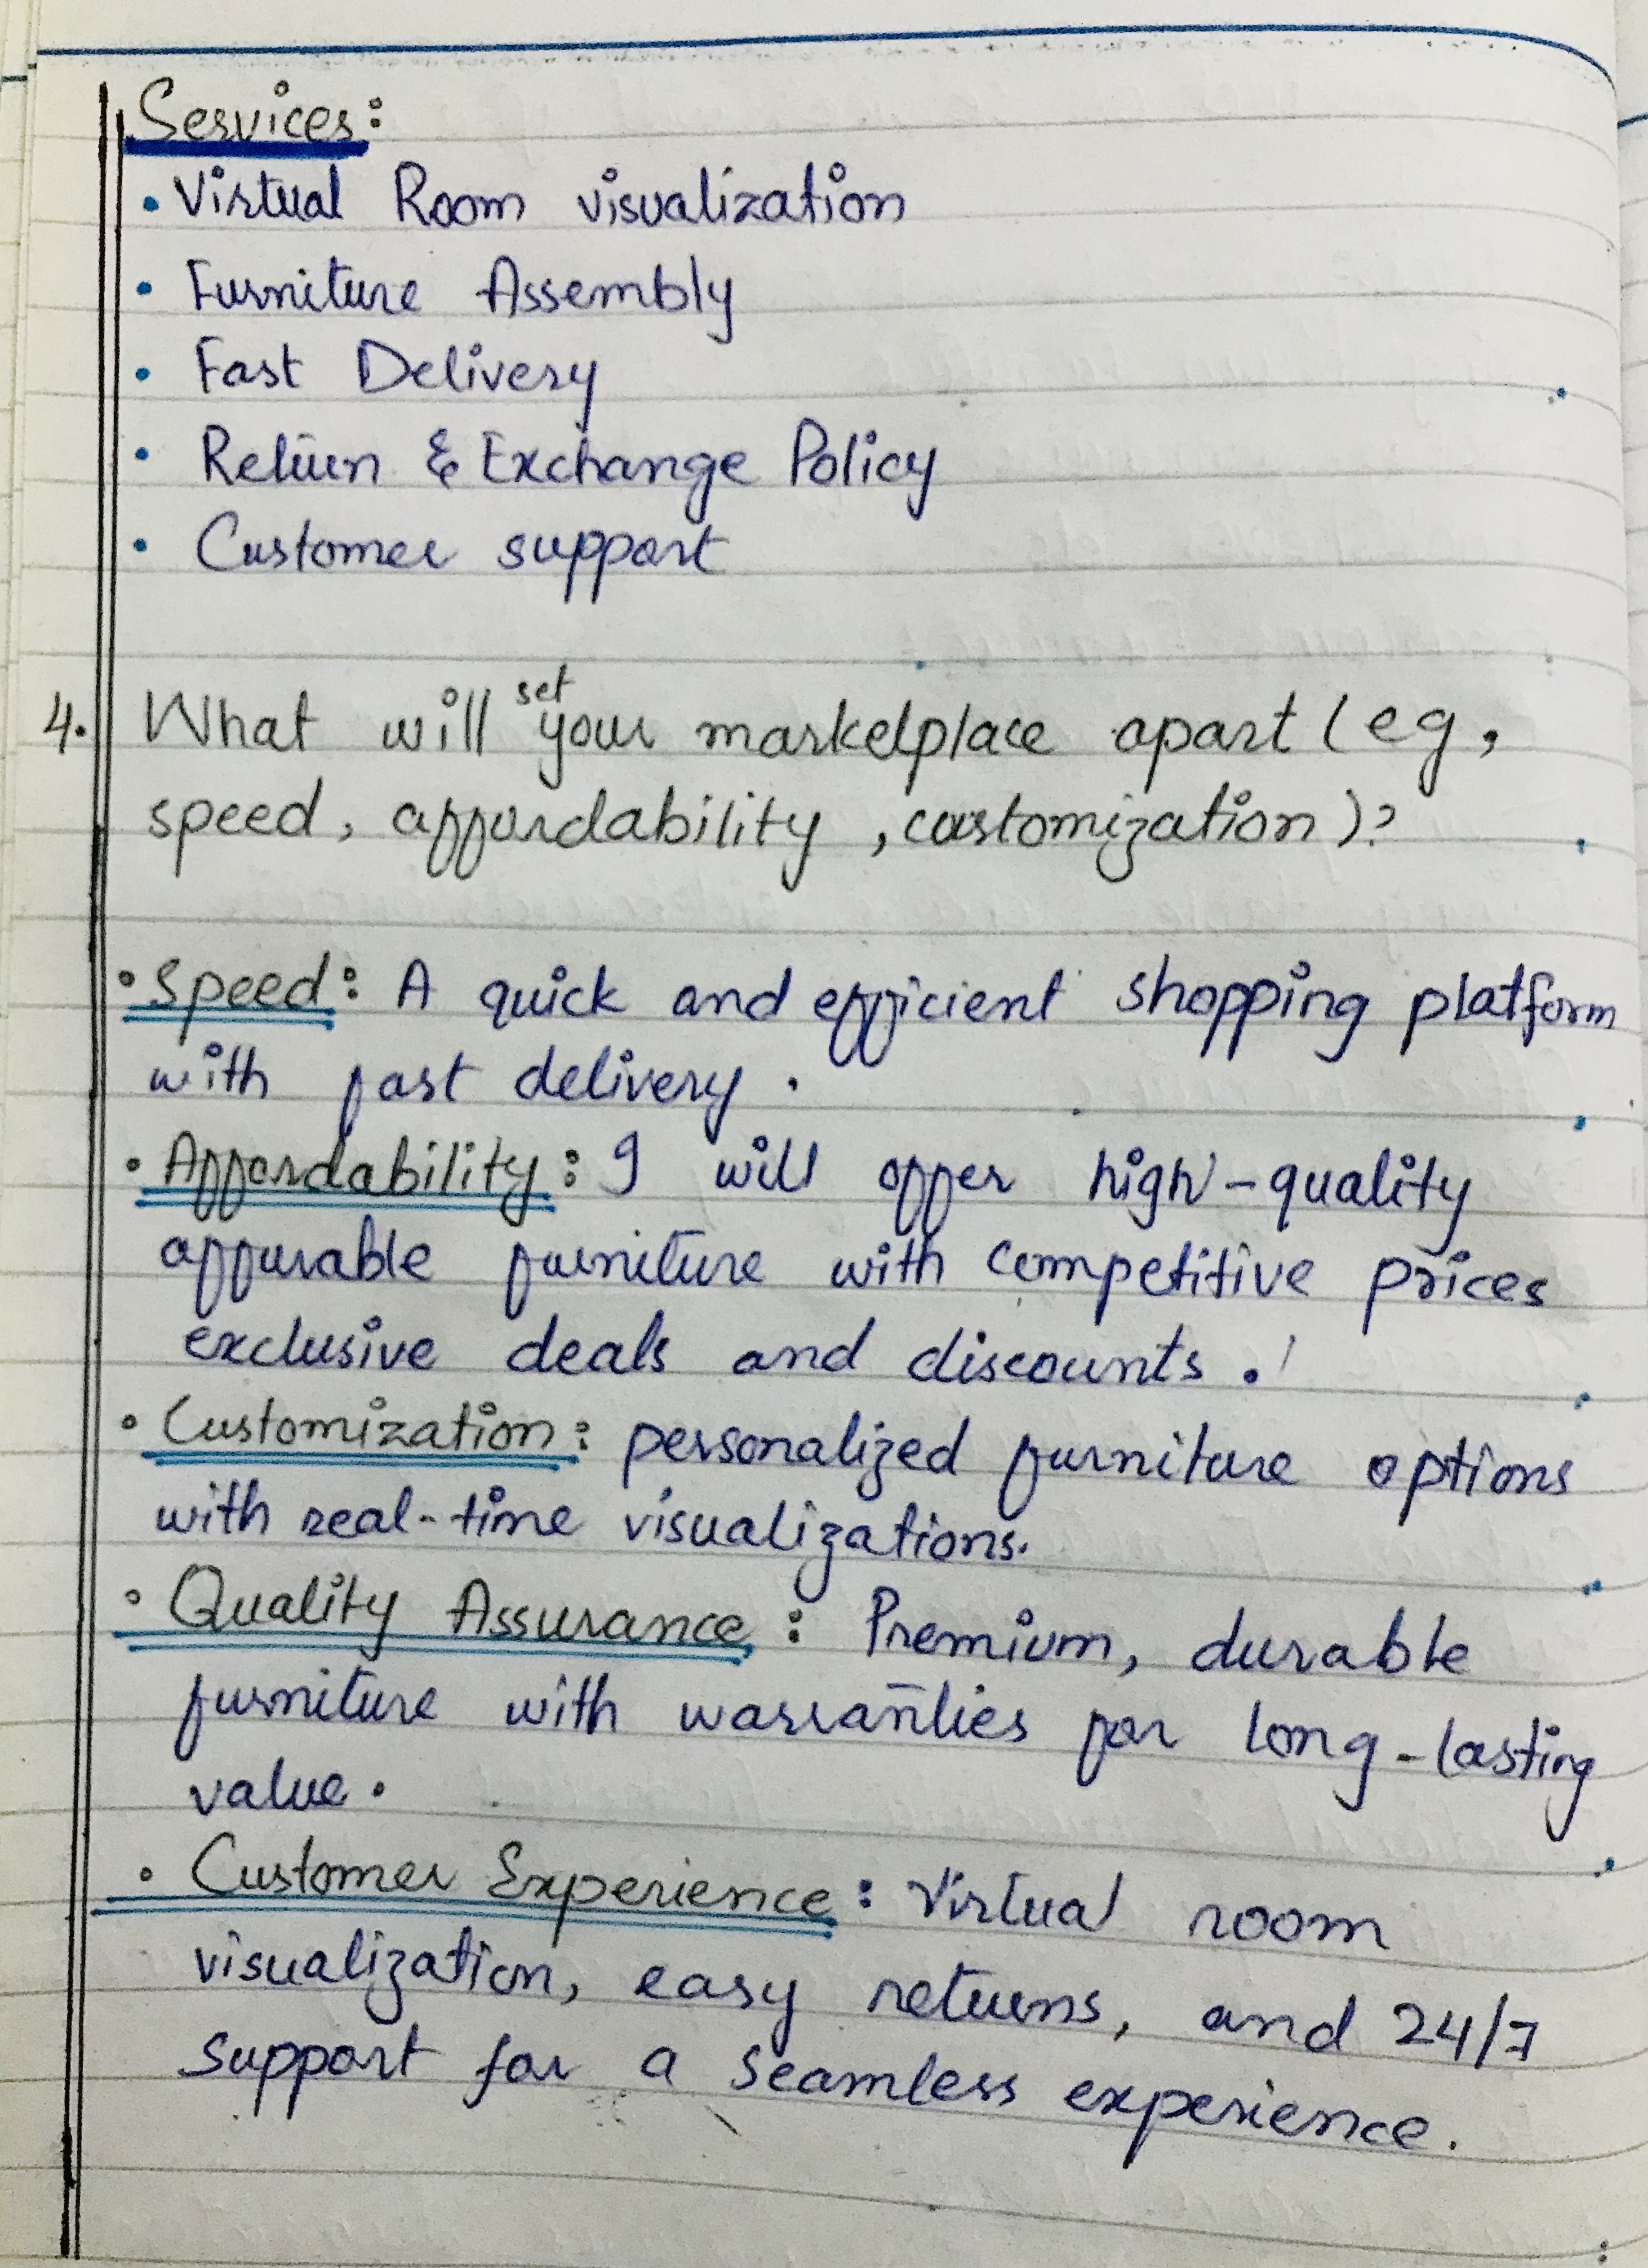 Services:
• Virtual Room visualization
• Furniture Assembly
• Fast Delivery
• Return & Exchange Policy
• Customer support
4. What will set your marketplace apart (eg,
speed, affordability, customization)?
• Speed: A quick and efficient shopping platform
with fast delivery.
• Affordability: I will offer high-quality
affurable furniture with competitive prices
exclusive deals and discounts.
• Customization: personalized furniture options
with real-time visualizations.
• Quality Assurance: Premium, durable
furniture with warranties for long-lasting
value.
• Customer Experience: Virtual room
visualization, easy returns, and 24/7
support for a seamless experience.